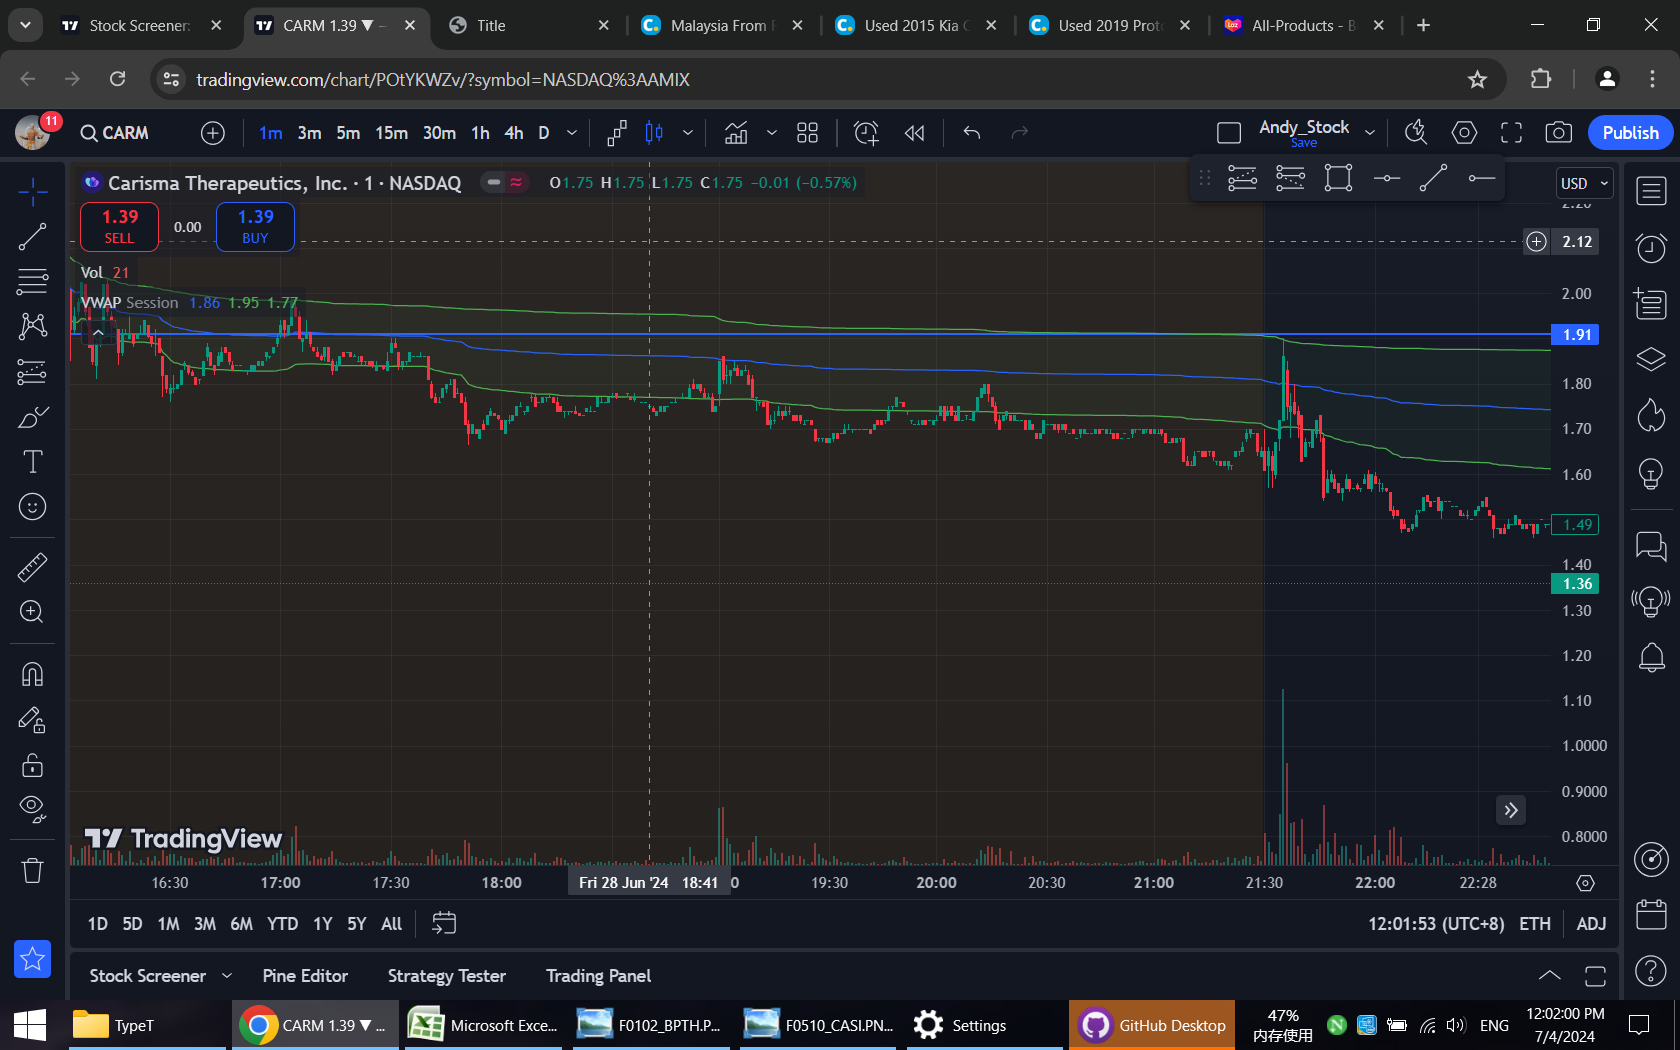 Stock Screener:
CARM 1.39 ▼ −
Title
Malaysia From
Used 2015 Kia
Used 2019 Proto
All-Products - B
tradingview.com/chart/POtYKWZv/?symbol=NASDAQ%3AAMIX
11
CARM
1m 3m 5m 15m 30m 1h 4h D
Andy_Stock
Save
Publish
Carisma Therapeutics, Inc. · 1 · NASDAQ
O1.75 H1.75 L1.75 C1.75 −0.01 (−0.57%)
USD
1.39
SELL
0.00
1.39
BUY
2.20
2.12
2.00
1.91
1.80
1.70
1.60
1.49
1.40
1.36
1.30
1.20
1.10
1.0000
0.9000
0.8000
Vol 21
VWAP Session 1.86 1.95 1.77
TradingView
16:30 17:00 17:30 18:00 Fri 28 Jun '24 18:41 0 19:30 20:00 20:30 21:00 21:30 22:00 22:28
1D 5D 1M 3M 6M YTD 1Y 5Y All
12:01:53 (UTC+8) ETH ADJ
Stock Screener Pine Editor Strategy Tester Trading Panel
TypeT
CARM 1.39 ▼ ...
Microsoft Exce...
F0102_BPTH.P...
F0510_CASI.PN...
Settings
GitHub Desktop
47%
内存使用
ENG
12:02:00 PM
7/4/2024